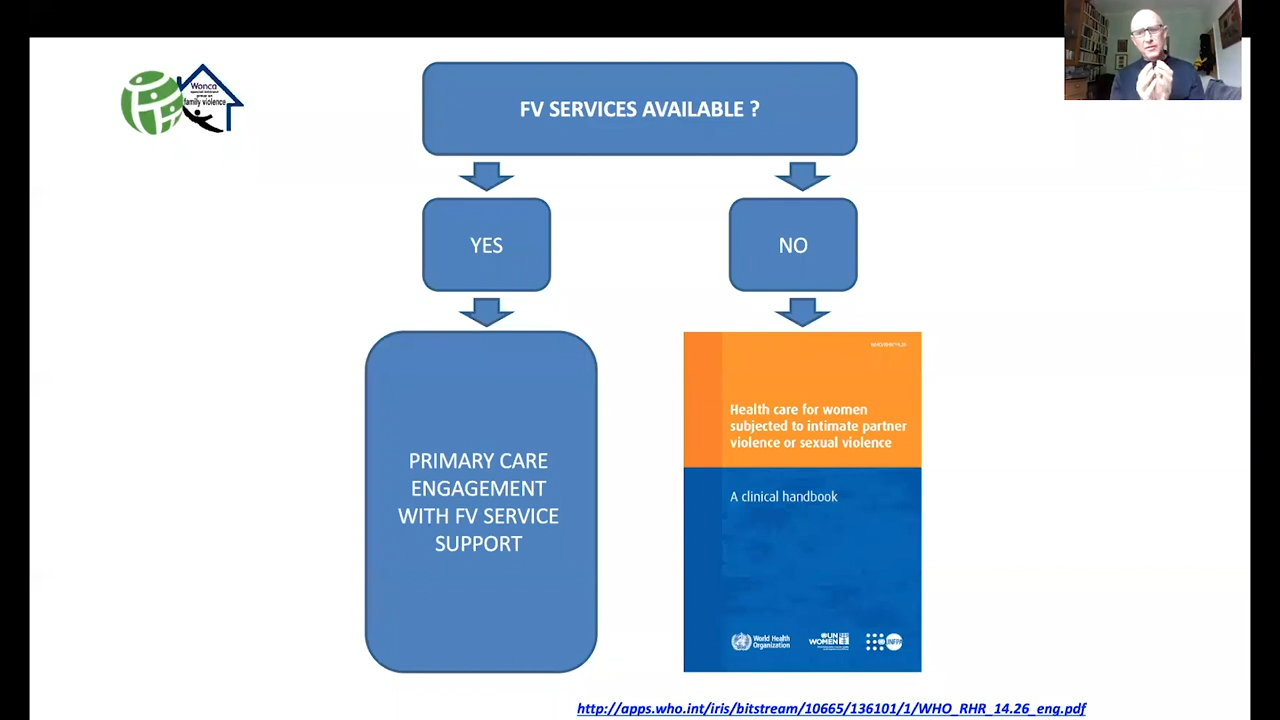 Wonca
special interest
group on
family violence
FV SERVICES AVAILABLE ?
YES
NO
PRIMARY CARE
ENGAGEMENT
WITH FV SERVICE
SUPPORT
Health care for women
subjected to intimate partner
violence or sexual violence
A clinical handbook
World Health
Organization
UN
WOMEN
UNFPA
http://apps.who.int/iris/bitstream/10665/136101/1/WHO_RHR_14.26_eng.pdf